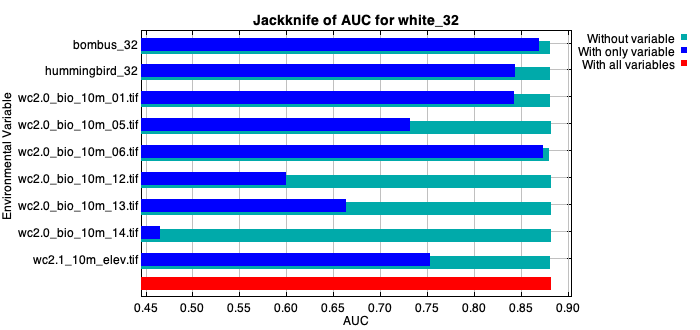 Jackknife of AUC for white_32
Without variable
With only variable
With all variables
Environmental Variable
bombus_32
hummingbird_32
wc2.0_bio_10m_01.tif
wc2.0_bio_10m_05.tif
wc2.0_bio_10m_06.tif
wc2.0_bio_10m_12.tif
wc2.0_bio_10m_13.tif
wc2.0_bio_10m_14.tif
wc2.1_10m_elev.tif
0.45 0.50 0.55 0.60 0.65 0.70 0.75 0.80 0.85 0.90
AUC